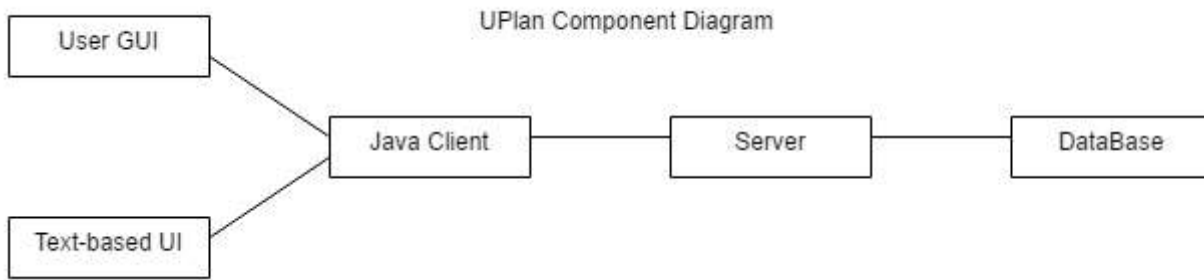 UPlan Component Diagram
User GUI
Java Client
Server
DataBase
Text-based UI